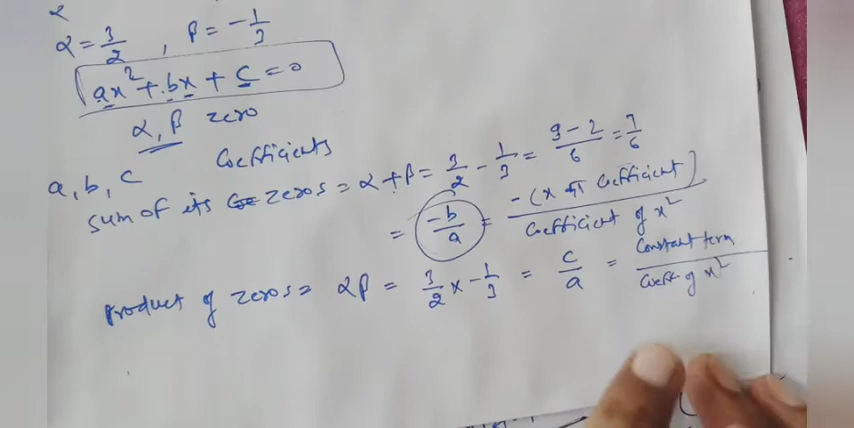 α = 3/2 , β = -1/3
ax² + bx + c = 0
α, β zero
a, b, c Coefficients
sum of its zeros = α + β = 3/2 - 1/3 = 9-2/6 = 7/6
= -b/a = -(x का Coefficient)/Coefficient of x²
product of zeros = αβ = 3/2 x -1/3 = c/a = Constant term/Coeff. of x²